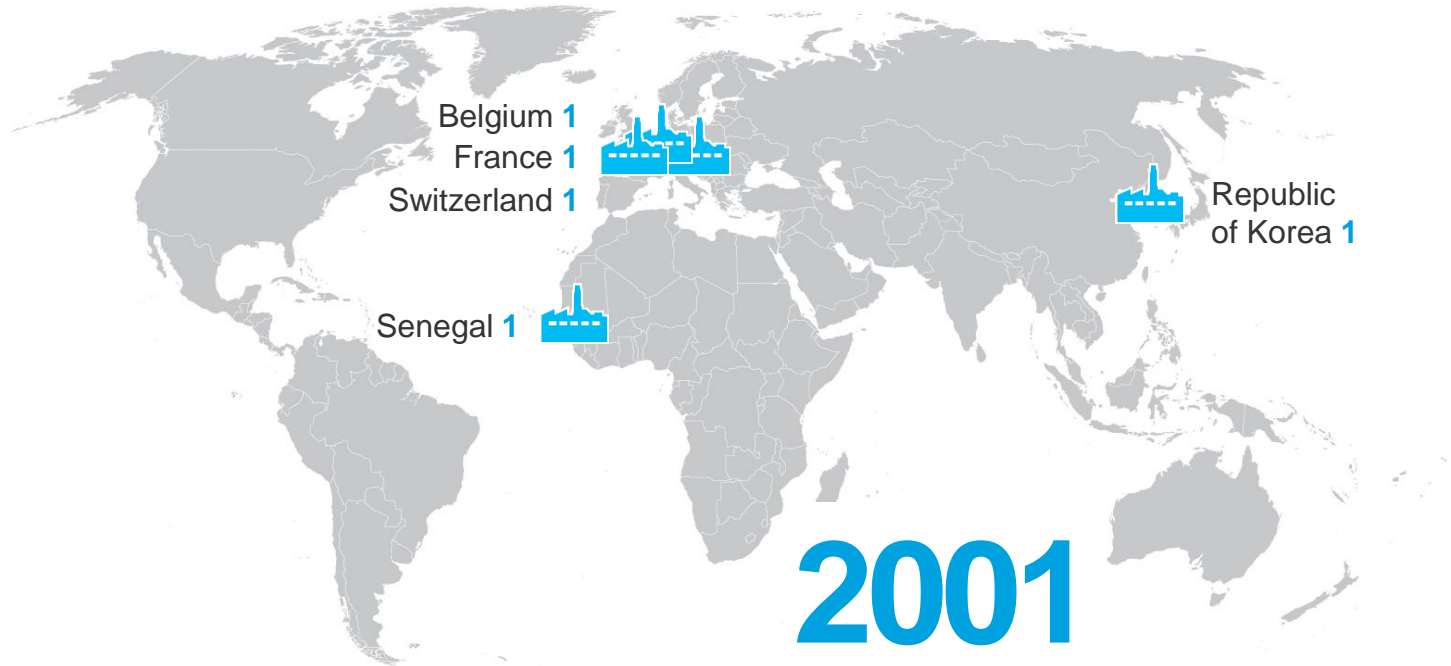 Belgium 1
France 1
Switzerland 1
Republic
of Korea 1
Senegal 1
2001